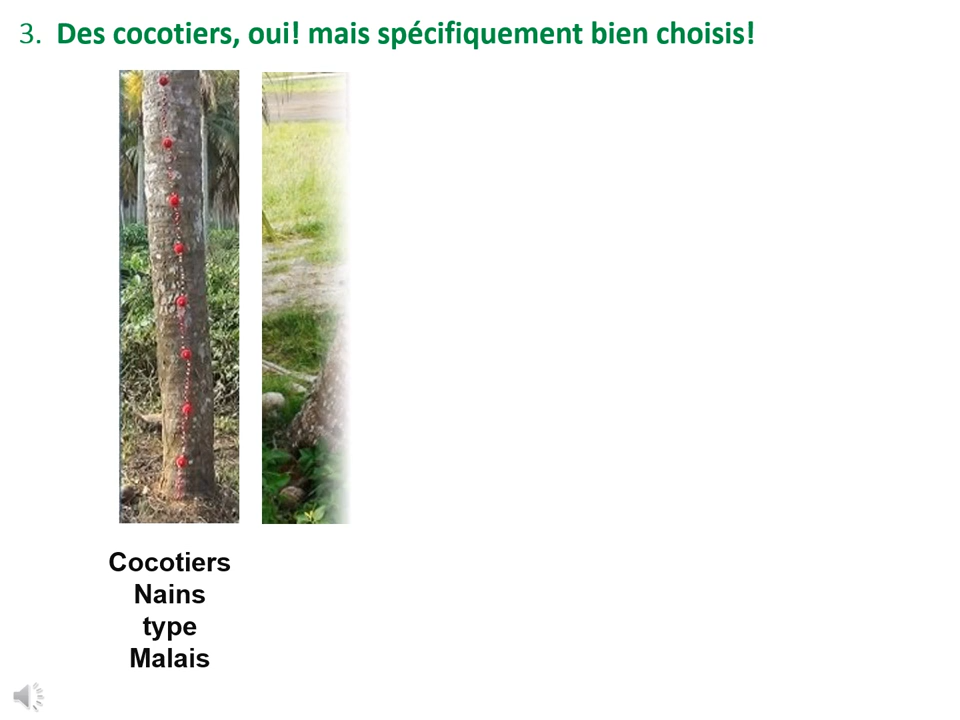 3. Des cocotiers, oui! mais spécifiquement bien choisis!
Cocotiers
Nains
type
Malais